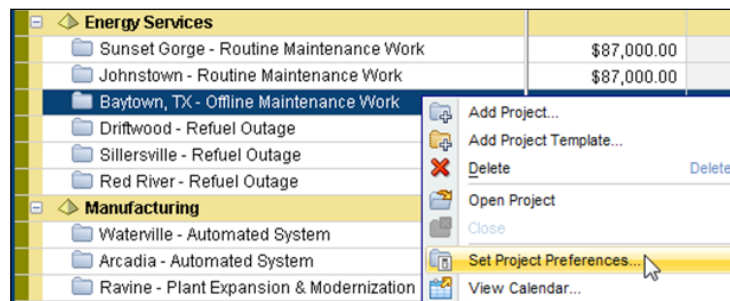 Energy Services
Sunset Gorge - Routine Maintenance Work $87,000.00
Johnstown - Routine Maintenance Work $87,000.00
Baytown, TX - Offline Maintenance Work
Driftwood - Refuel Outage
Sillersville - Refuel Outage
Red River - Refuel Outage
Manufacturing
Waterville - Automated System
Arcadia - Automated System
Ravine - Plant Expansion & Modernization
Add Project...
Add Project Template...
Delete Delete
Open Project
Close
Set Project Preferences...
View Calendar...